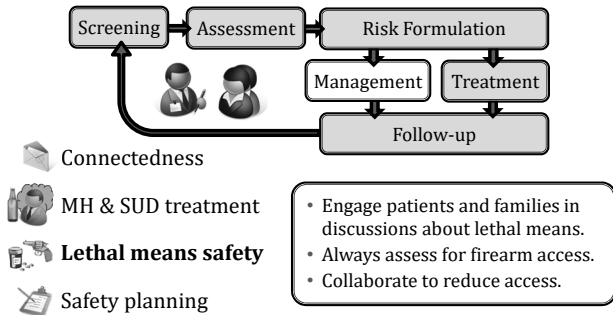 Screening
Assessment
Risk Formulation
Management
Treatment
Follow-up
Connectedness
MH & SUD treatment
Lethal means safety
Safety planning
• Engage patients and families in
discussions about lethal means.
• Always assess for firearm access.
• Collaborate to reduce access.